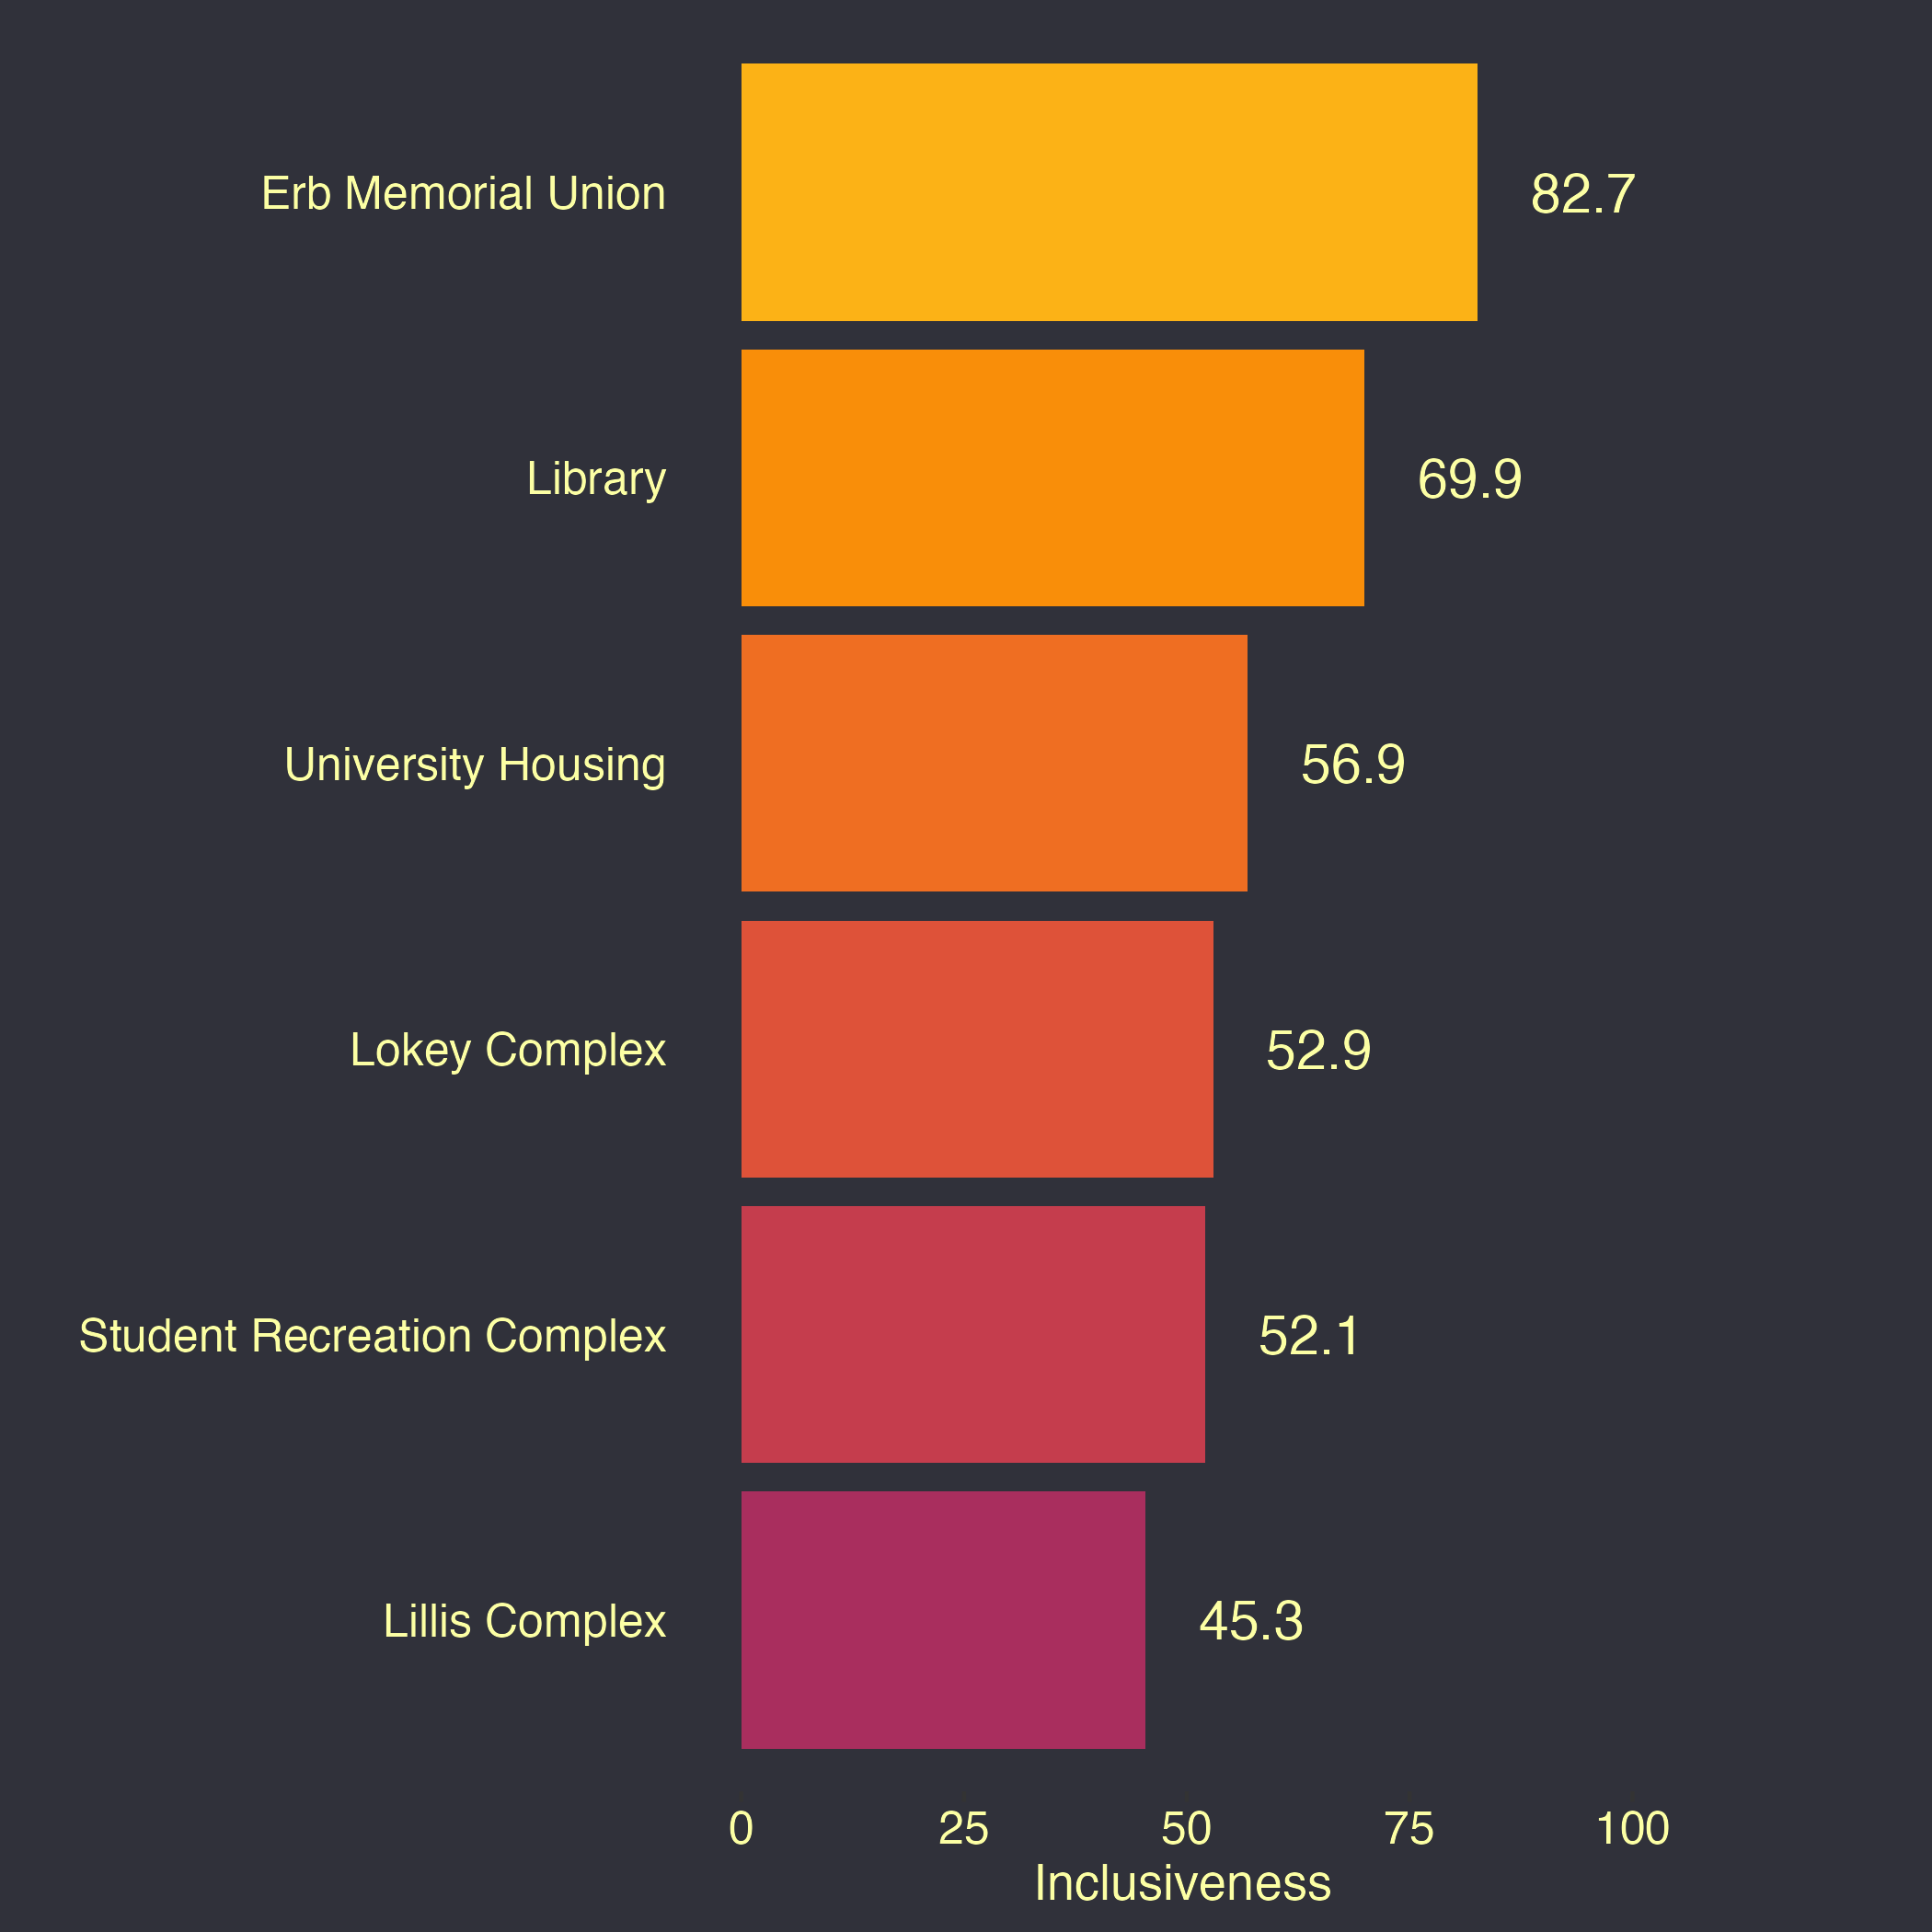 Erb Memorial Union 82.7
Library 69.9
University Housing 56.9
Lokey Complex 52.9
Student Recreation Complex 52.1
Lillis Complex 45.3
0 25 50 75 100
Inclusiveness